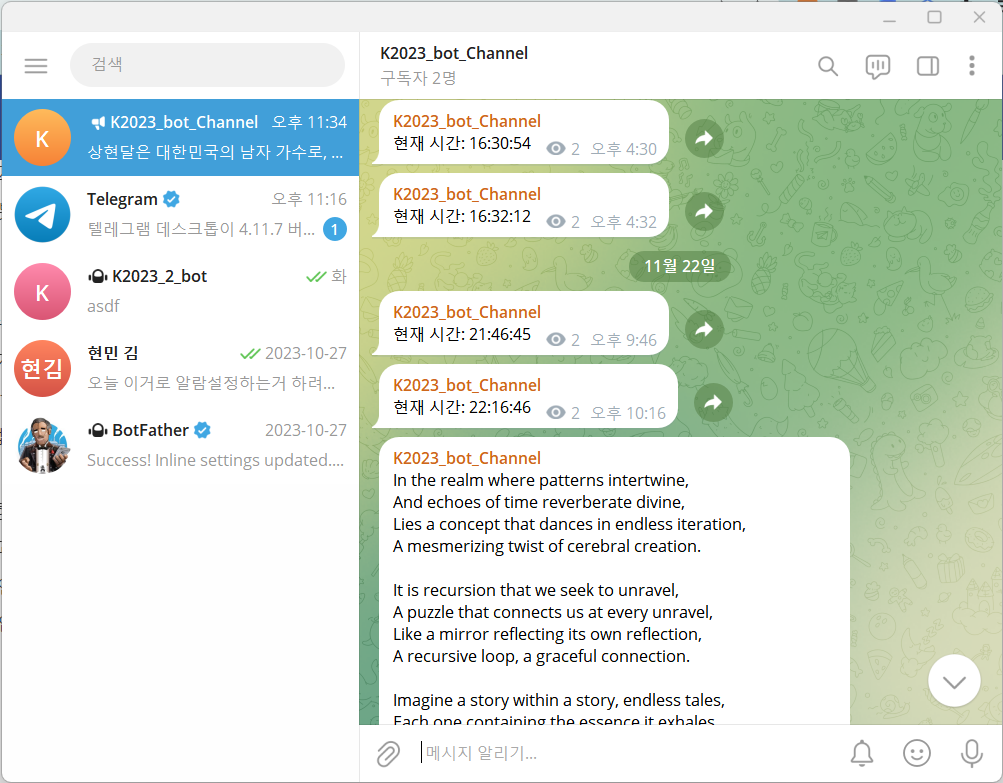 검색
K2023_bot_Channel 오후 11:34
상현달은 대한민국의 남자 가수로, ...
Telegram 오후 11:16
텔레그램 데스크톱이 4.11.7 버... 1
K
K2023_2_bot 화
asdf
현김
현민 김 2023-10-27
오늘 이거로 알람설정하는거 하려...
BotFather 2023-10-27
Success! Inline settings updated....
K
K2023_bot_Channel
구독자 2명
K2023_bot_Channel
현재 시간: 16:30:54 2 오후 4:30
K2023_bot_Channel
현재 시간: 16:32:12 2 오후 4:32
11월 22일
K2023_bot_Channel
현재 시간: 21:46:45 2 오후 9:46
K2023_bot_Channel
현재 시간: 22:16:46 2 오후 10:16
K2023_bot_Channel
In the realm where patterns intertwine,
And echoes of time reverberate divine,
Lies a concept that dances in endless iteration,
A mesmerizing twist of cerebral creation.
It is recursion that we seek to unravel,
A puzzle that connects us at every unravel,
Like a mirror reflecting its own reflection,
A recursive loop, a graceful connection.
Imagine a story within a story, endless tales,
Each one containing the essence it exhales
메시지 알리기...